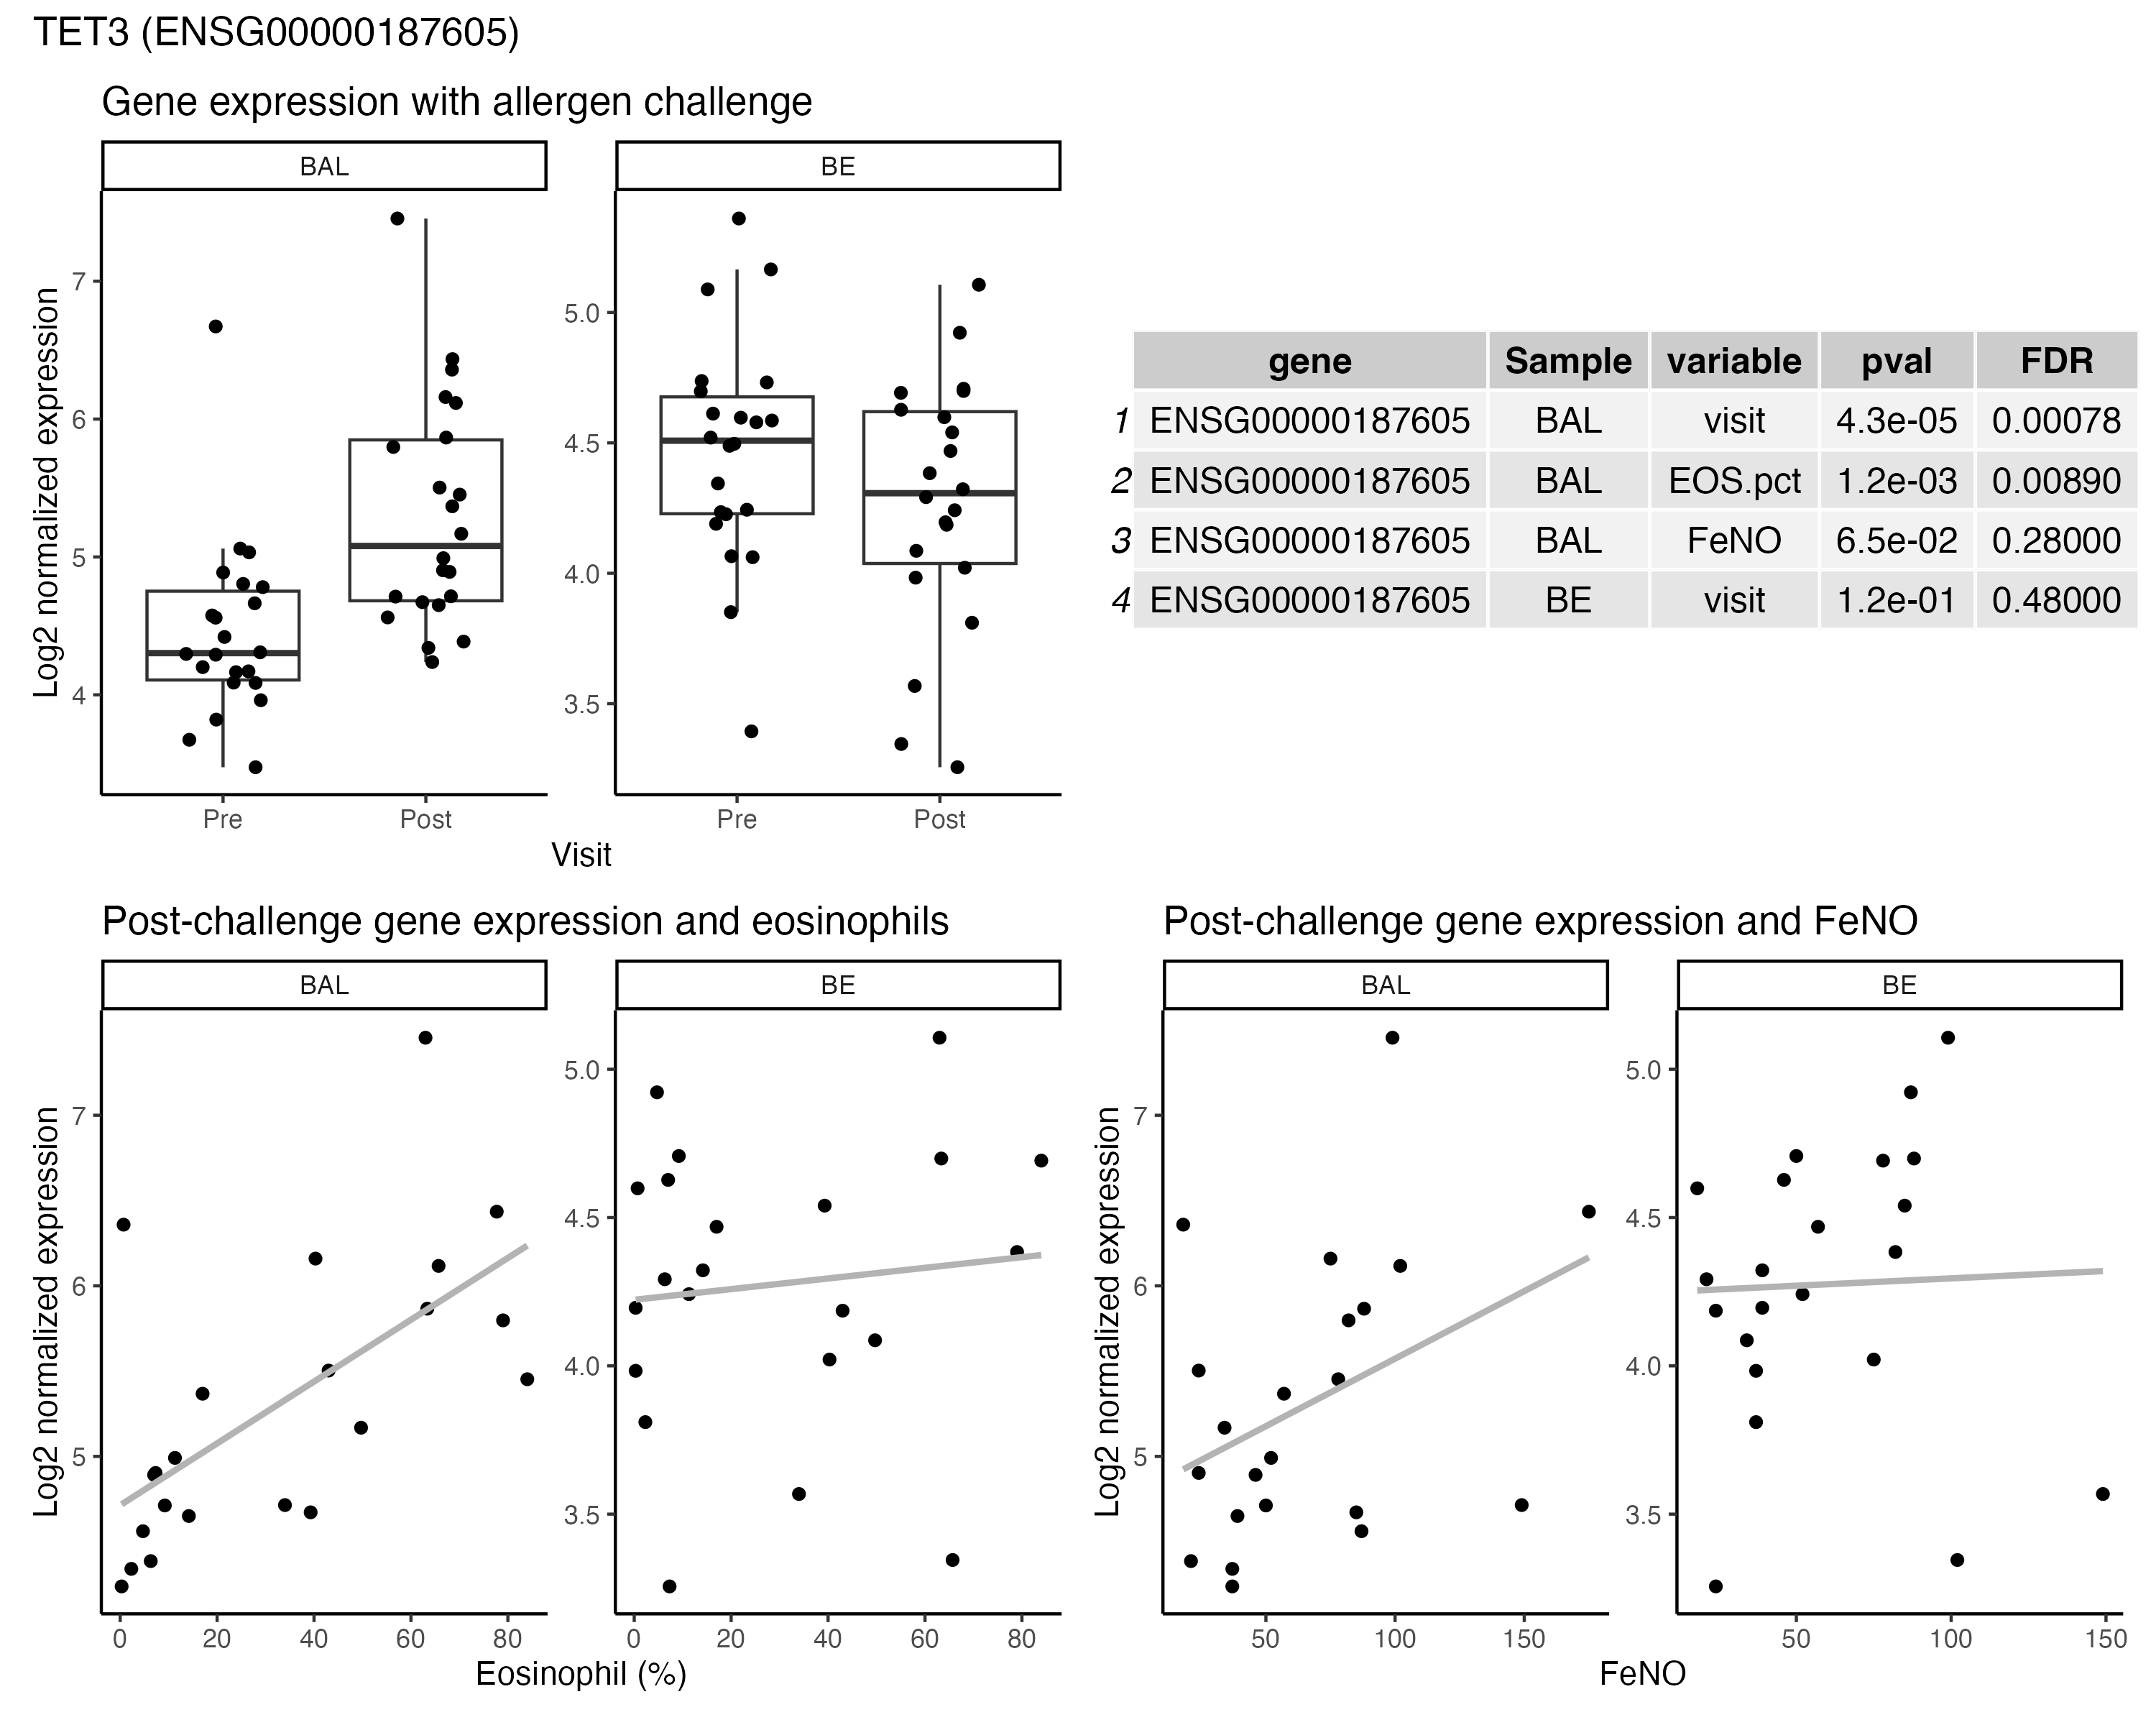 TET3 (ENSG00000187605)
Gene expression with allergen challenge
BAL
BE
Log2 normalized expression
7
6
5
4
5.0
4.5
4.0
3.5
Pre
Post
Pre
Post
Visit
gene Sample variable pval FDR
1 ENSG00000187605 BAL visit 4.3e-05 0.00078
2 ENSG00000187605 BAL EOS.pct 1.2e-03 0.00890
3 ENSG00000187605 BAL FeNO 6.5e-02 0.28000
4 ENSG00000187605 BE visit 1.2e-01 0.48000
Post-challenge gene expression and eosinophils
BAL
BE
Log2 normalized expression
7
6
5
5.0
4.5
4.0
3.5
0 20 40 60 80
0 20 40 60 80
Eosinophil (%)
Post-challenge gene expression and FeNO
BAL
BE
Log2 normalized expression
7
6
5
5.0
4.5
4.0
3.5
50 100 150
50 100 150
FeNO